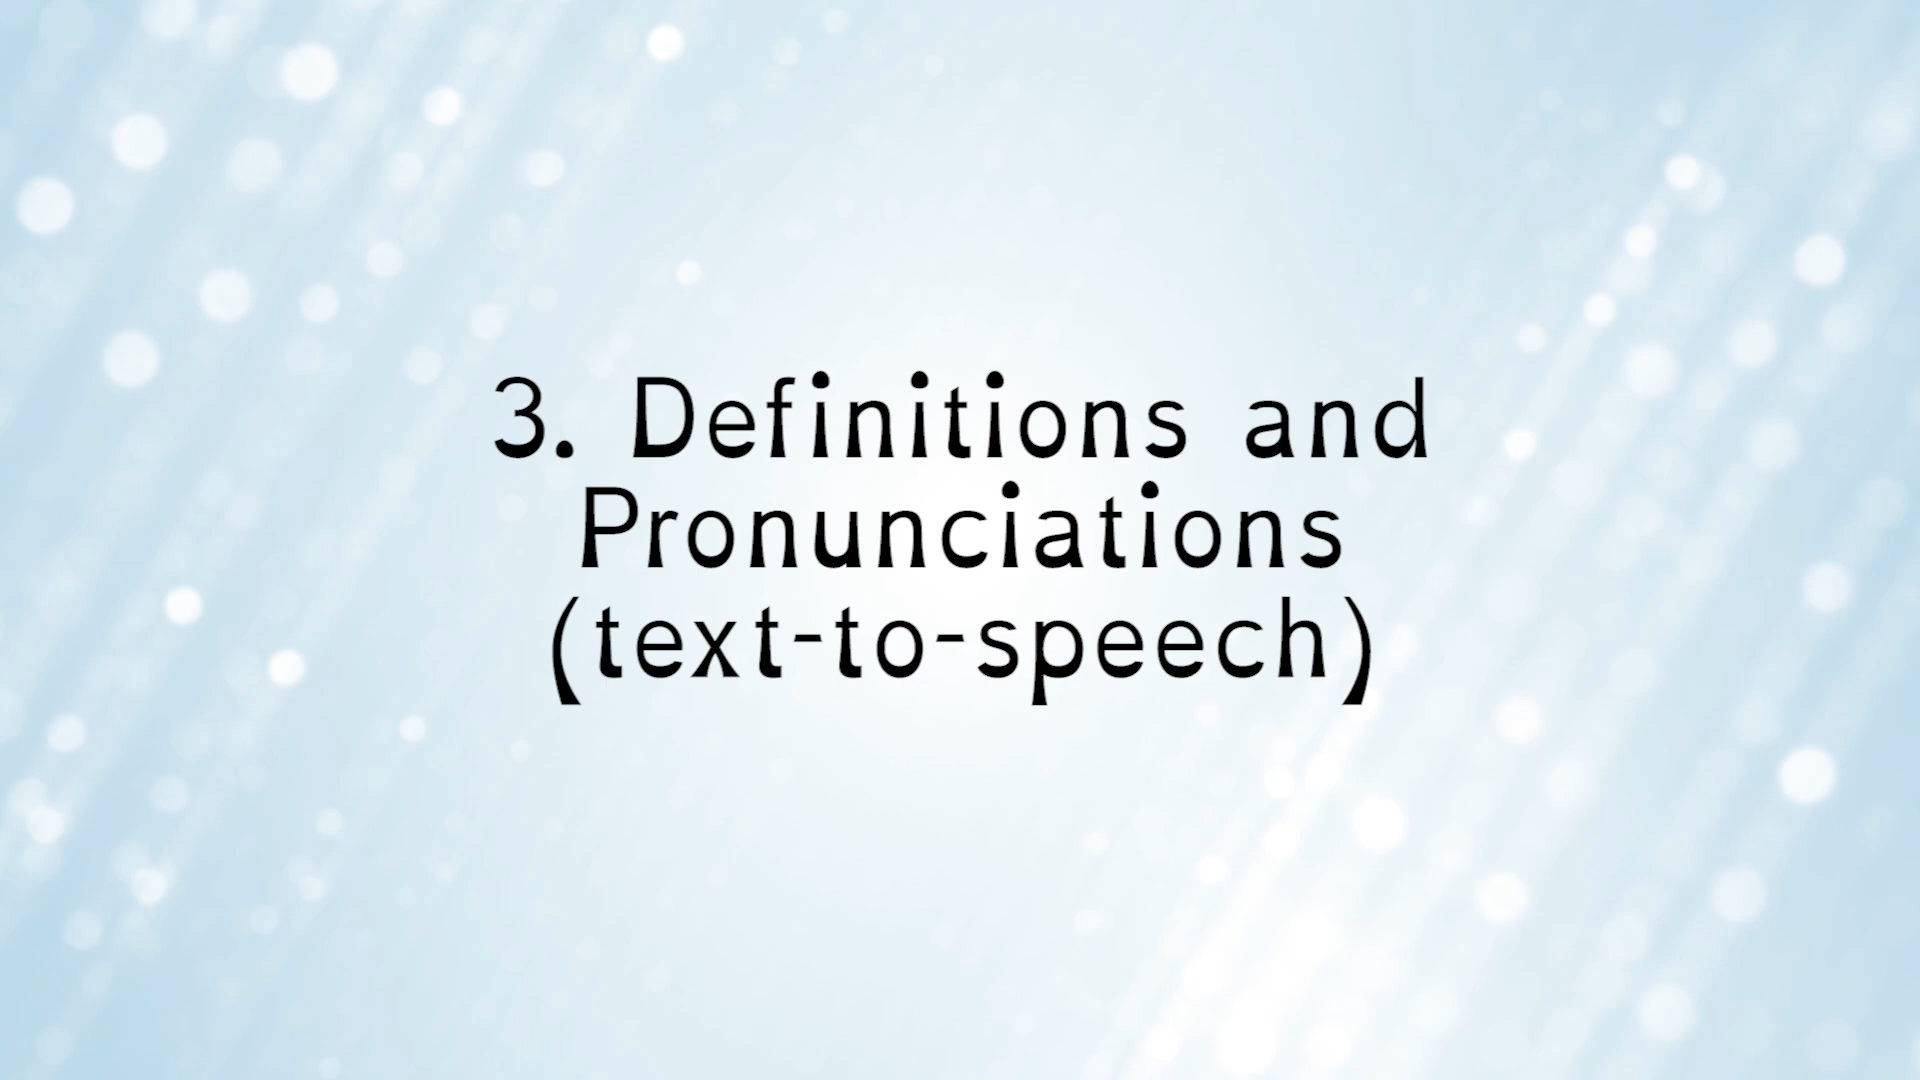 3. Definitions and
Pronunciations
(text-to-speech)